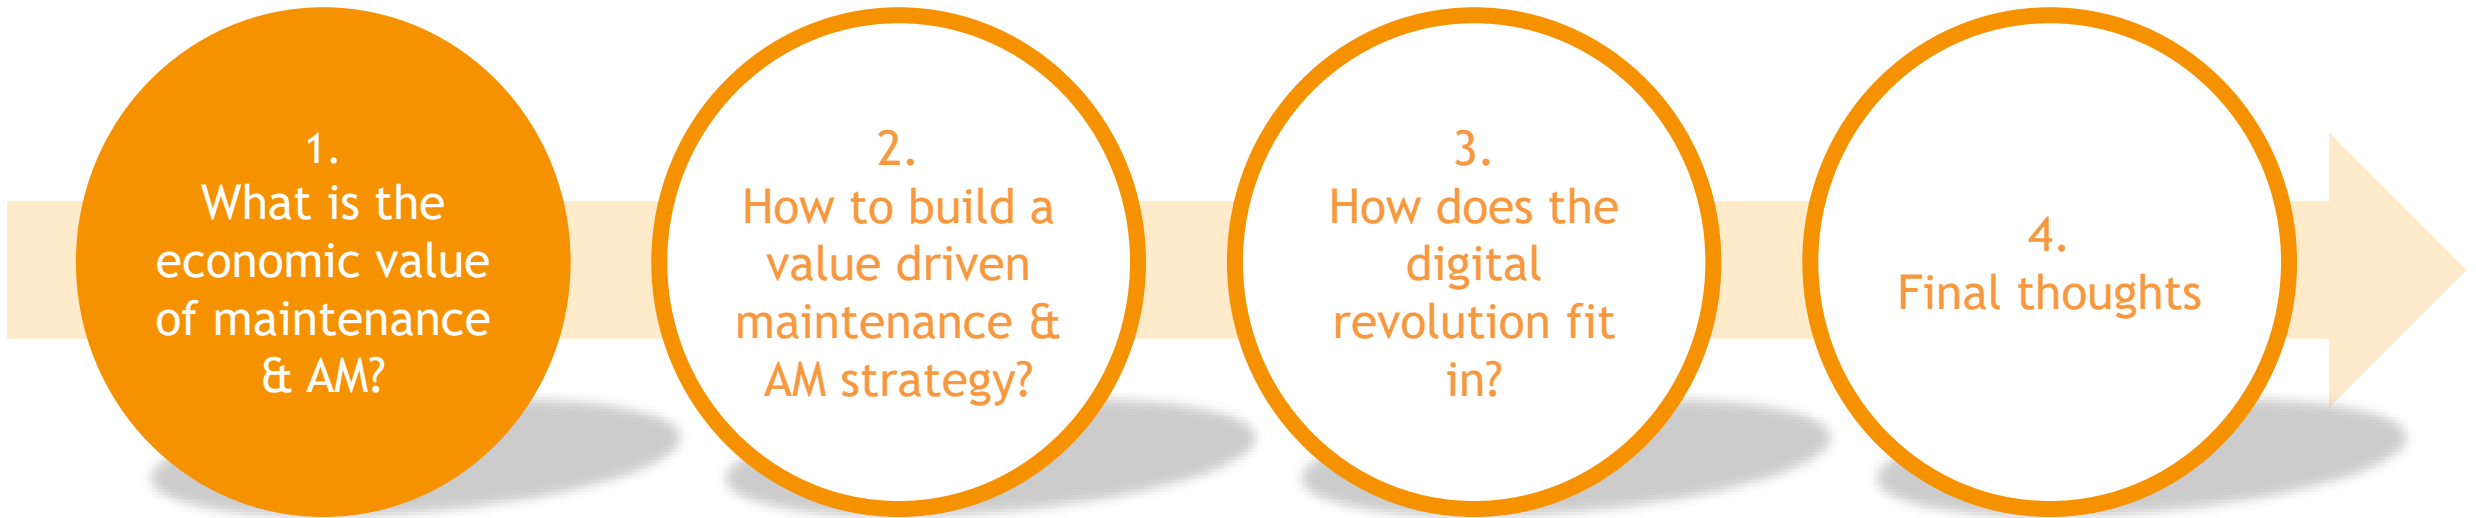 1.
What is the
economic value
of maintenance
& AM?
2.
How to build a
value driven
maintenance &
AM strategy?
3.
How does the
digital
revolution fit
in?
4.
Final thoughts